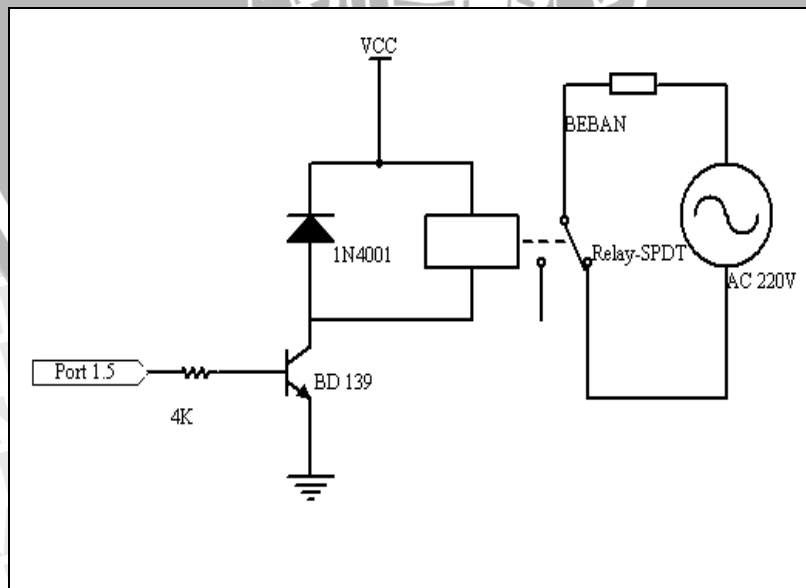 VCC
BEBAN
1N4001
Relay-SPDT
AC 220V
Port 1.5
BD 139
4K